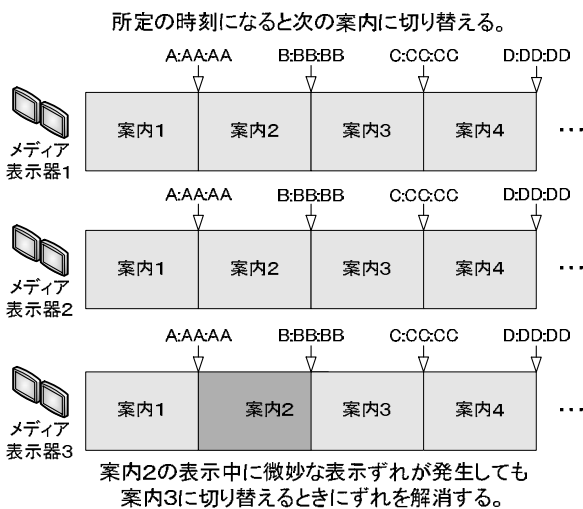 所定の時刻になると次の案内に切り替える。
A:AA:AA B:BB:BB C:CC:CC D:DD:DD
案内1 案内2 案内3 案内4 …
メディア
表示器1
A:AA:AA B:BB:BB C:CC:CC D:DD:DD
案内1 案内2 案内3 案内4 …
メディア
表示器2
A:AA:AA B:BB:BB C:CC:CC D:DD:DD
案内1 案内2 案内3 案内4 …
メディア
表示器3
案内2の表示中に微妙な表示ずれが発生しても
案内3に切り替えるときにずれを解消する。